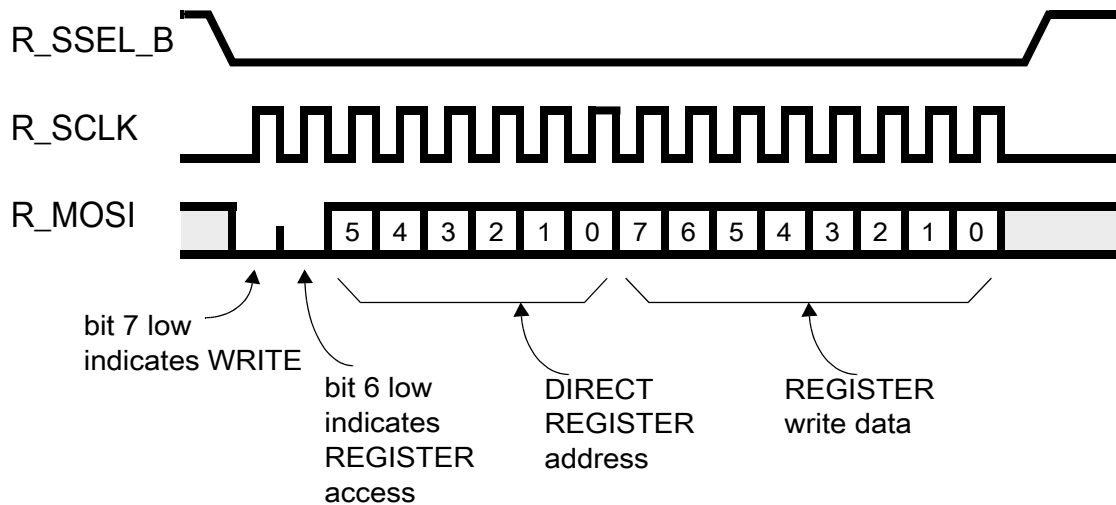 R_SSEL_B
R_SCLK
R_MOSI
5 4 3 2 1 0 7 6 5 4 3 2 1 0
bit 7 low
indicates WRITE
bit 6 low
indicates
REGISTER
access
DIRECT
REGISTER
address
REGISTER
write data